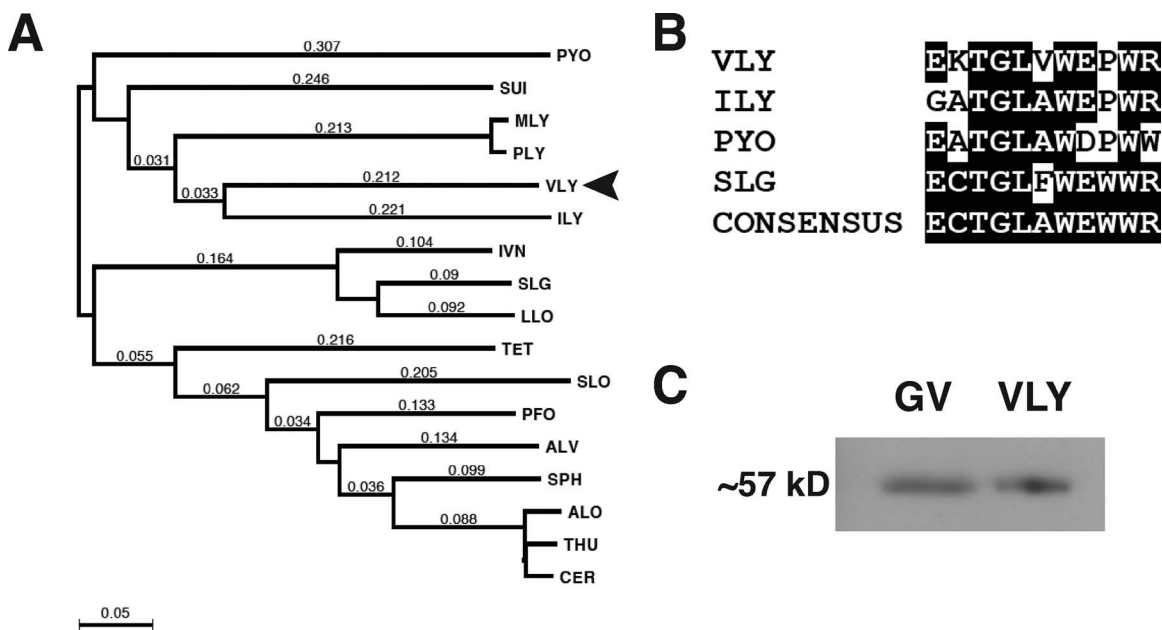 A
0.307
PYO
0.246
SUI
MLY
0.213
PLY
0.031
0.212
VLY
0.033
0.221
ILY
0.104
IVN
0.164
0.09
SLG
0.092
LLO
0.216
TET
0.055
0.205
SLO
0.062
0.133
PFO
0.034
0.134
ALV
0.099
SPH
0.036
ALO
0.088
THU
CER
0.05
B
VLY EKTGLVWEPWR
ILY GATGLAWEPWR
PYO EATGLAWDPWW
SLG ECTGLFWEWWR
CONSENSUS ECTGLAWEWWR
C
GV VLY
~57 kD